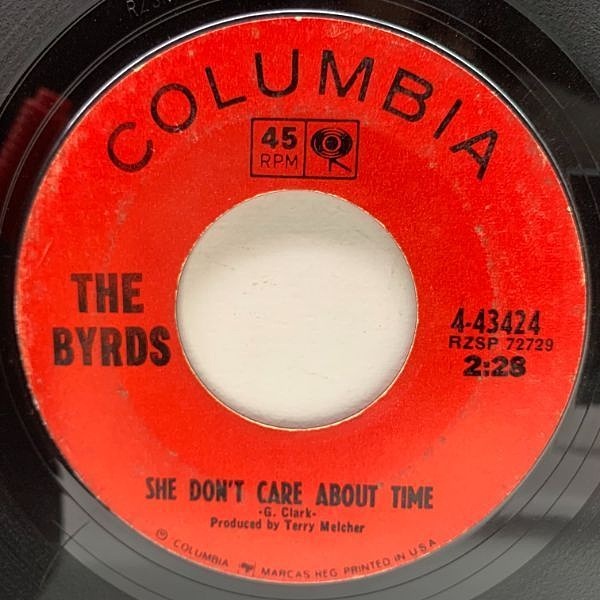 COLUMBIA
45
RPM
THE
BYRDS
4-43424
RZSP 72729
2:28
SHE DON'T CARE ABOUT TIME
-G. Clark-
Produced by Terry Melcher
℗ COLUMBIA MARCAS REG. PRINTED IN U.S.A.